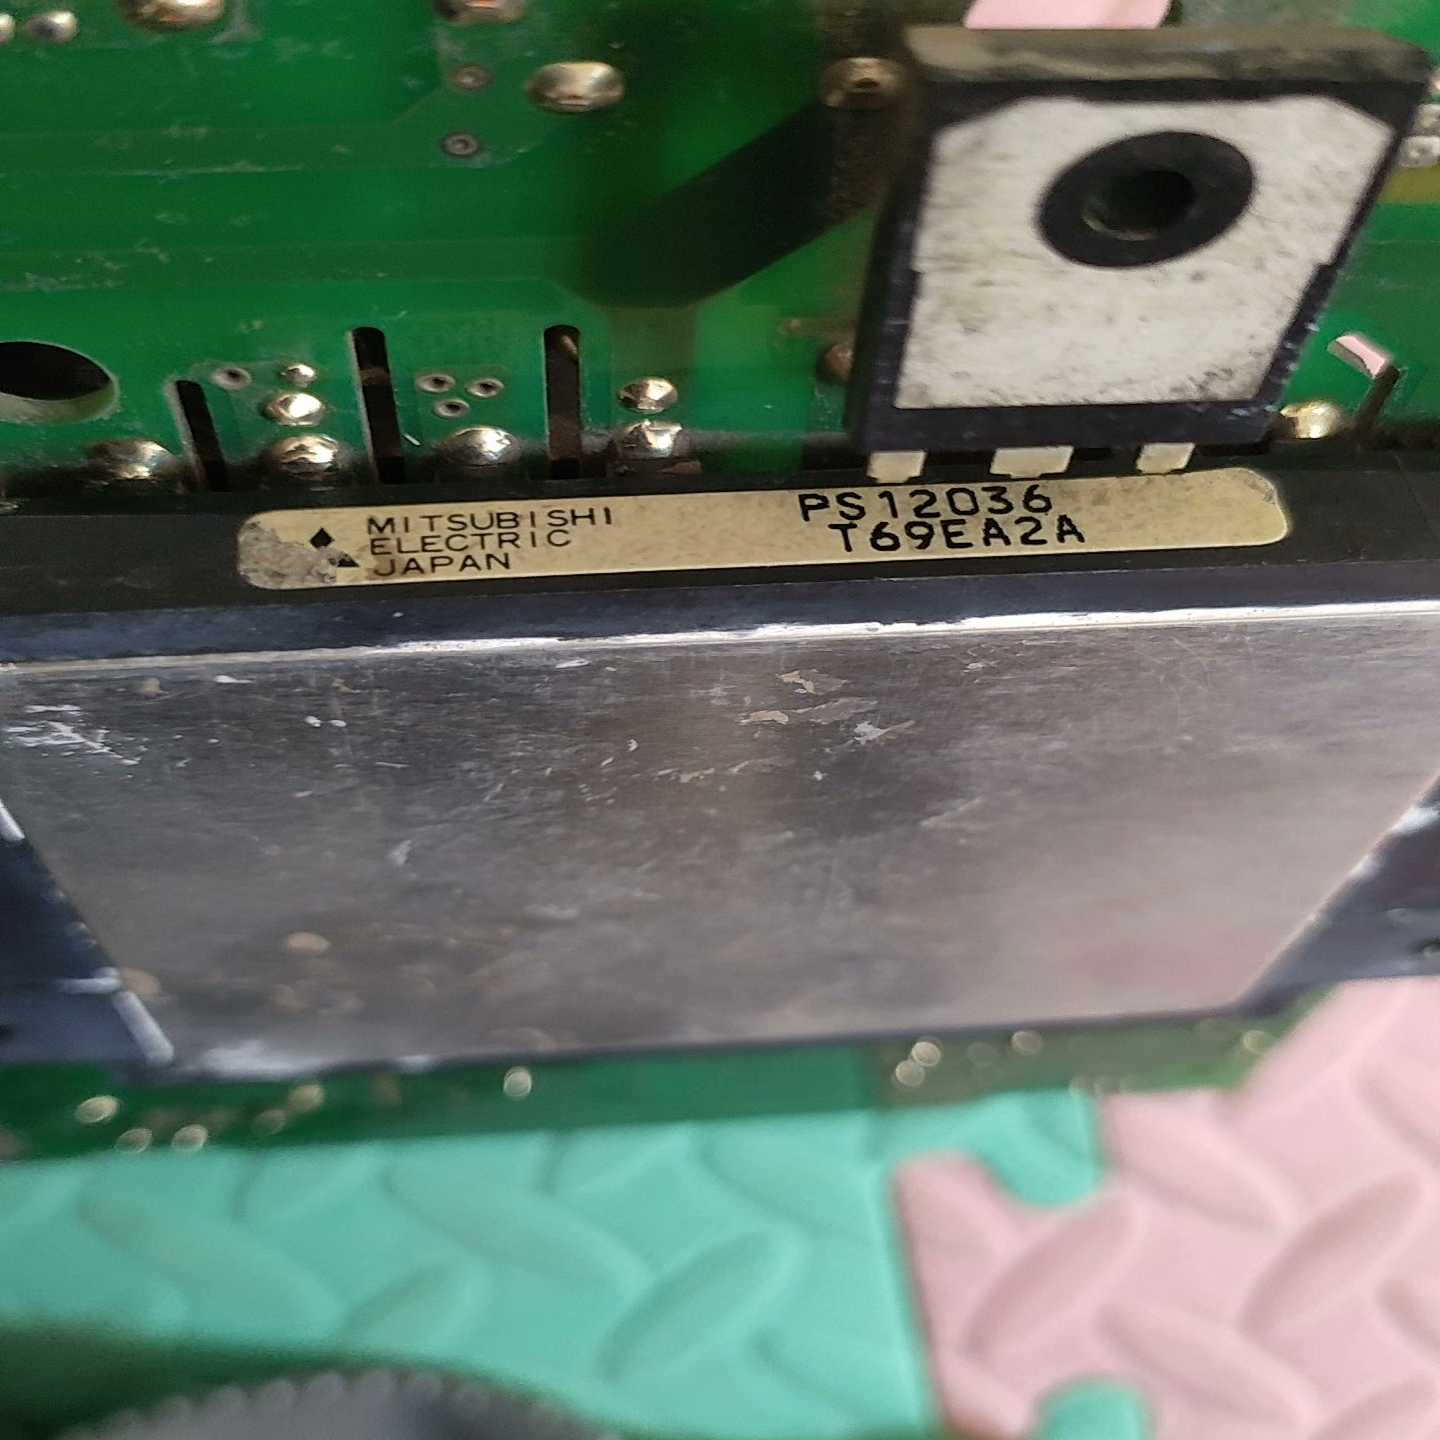 MITSUBISHI
ELECTRIC
JAPAN
PS12036
T69EA2A